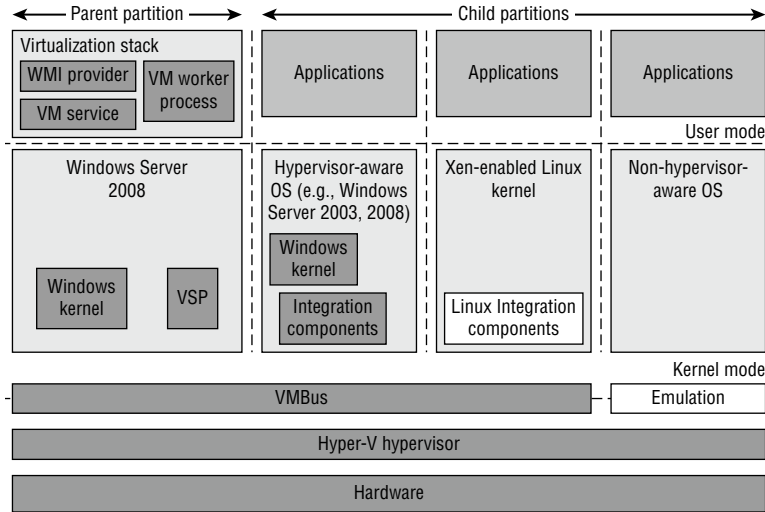 Parent partition
Child partitions
Virtualization stack
WMI provider
VM service
VM worker
process
Applications
Applications
Applications
User mode
Windows Server
2008
Windows
kernel
VSP
Hypervisor-aware
OS (e.g., Windows
Server 2003, 2008)
Windows
kernel
Integration
components
Xen-enabled Linux
kernel
Linux Integration
components
Non-hypervisor-
aware OS
Kernel mode
VMBus
Emulation
Hyper-V hypervisor
Hardware